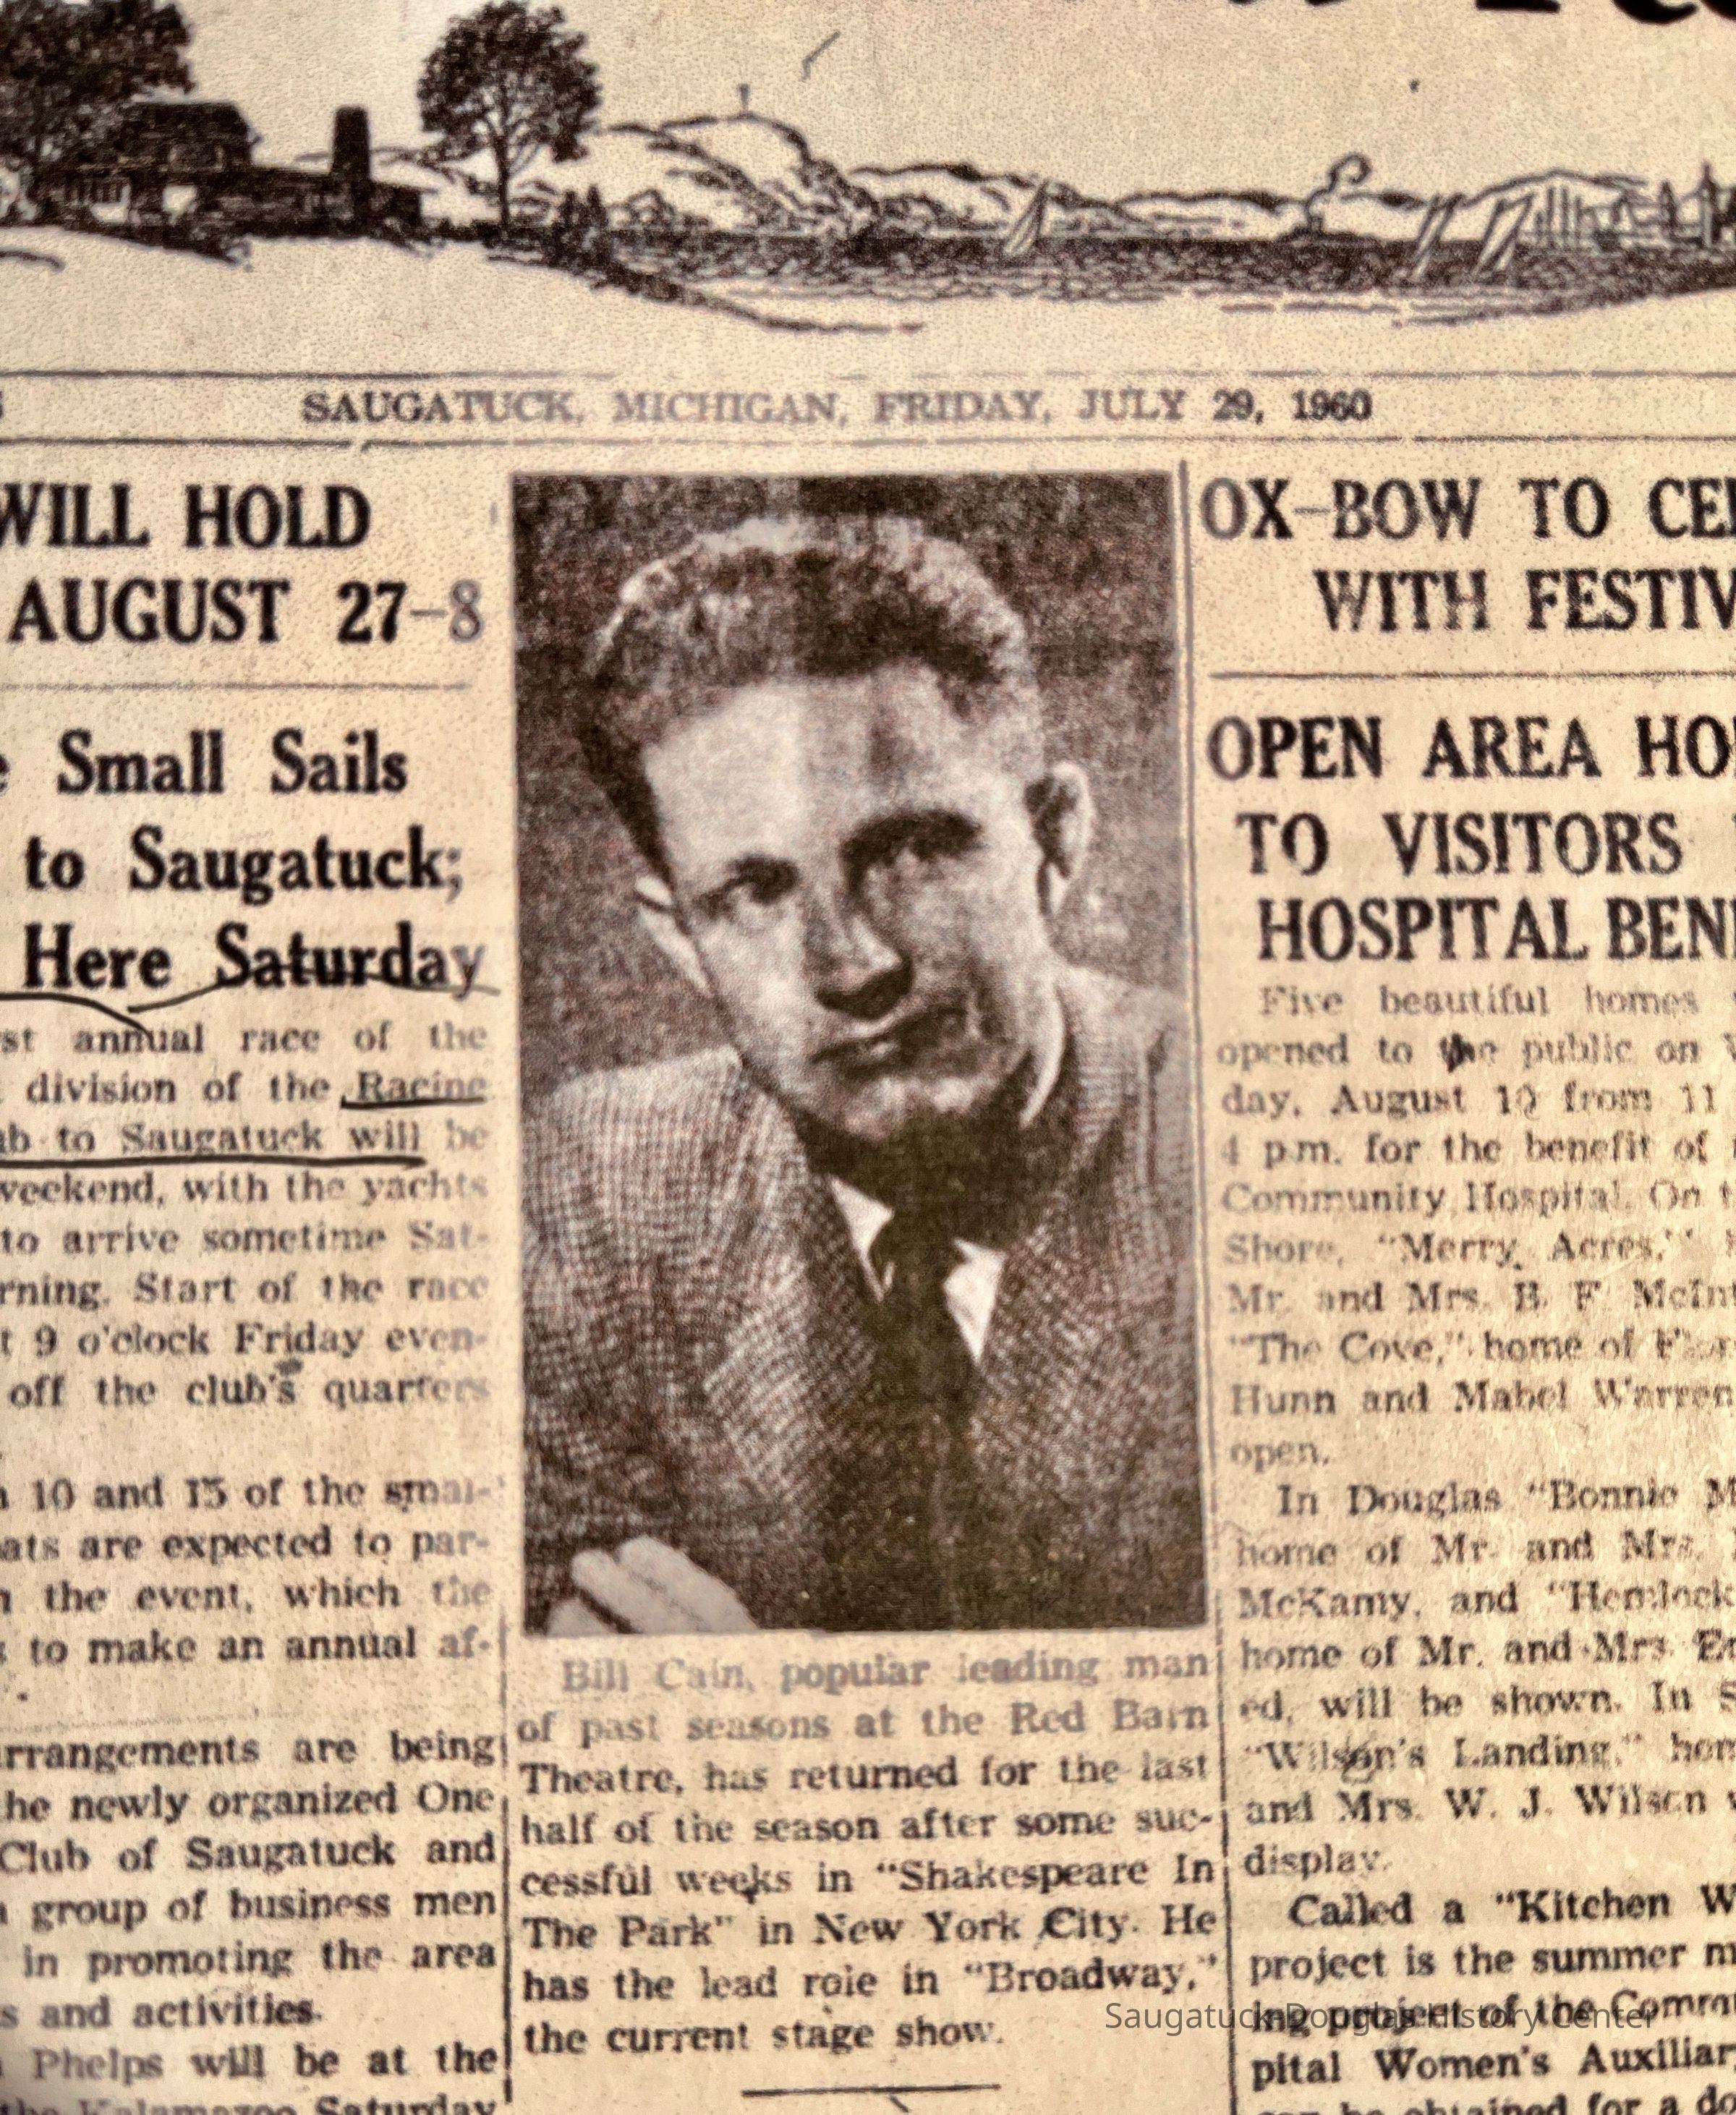 SAUGATUCK, MICHIGAN, FRIDAY, JULY 29, 1960
WILL HOLD
AUGUST 27-8
Small Sails
to Saugatuck;
Here Saturday
annual race of the
division of the Racine
to Saugatuck will be
weekend, with the yachts
to arrive sometime Sat-
rning. Start of the race
9 o'clock Friday even-
off the club's quarters
10 and 15 of the smal-
ats are expected to par-
the event, which the
to make an annual af-
arrangements are being
the newly organized One
Club of Saugatuck and
group of business men
in promoting the area
and activities.
Phelps will be at the
the Kalamazoo Saturday
Bill Cain, popular leading man
of past seasons at the Red Barn
Theatre, has returned for the last
half of the season after some suc-
cessful weeks in "Shakespeare In
The Park" in New York City. He
has the lead role in "Broadway,"
the current stage show.
OX-BOW TO CE
WITH FESTIV
OPEN AREA HO
TO VISITORS
HOSPITAL BEN
Five beautiful homes
opened to the public on
day, August 10 from 11
4 p.m. for the benefit of
Community Hospital. On
Shore, "Merry Acres,"
Mr. and Mrs. B. F. McIn
"The Cove," home of
Hunn and Mabel Warren
open.
In Douglas "Bonnie M
home of Mr. and Mrs.
McKamy, and "Hemlock
home of Mr. and Mrs.
ed, will be shown. In S
"Wilson's Landing," hom
and Mrs. W. J. Wilson
display.
Called a "Kitchen W
project is the summer m
ing project of the Comm
pital Women's Auxiliar
can be obtained for a do
Saugatuck-Douglas History Center